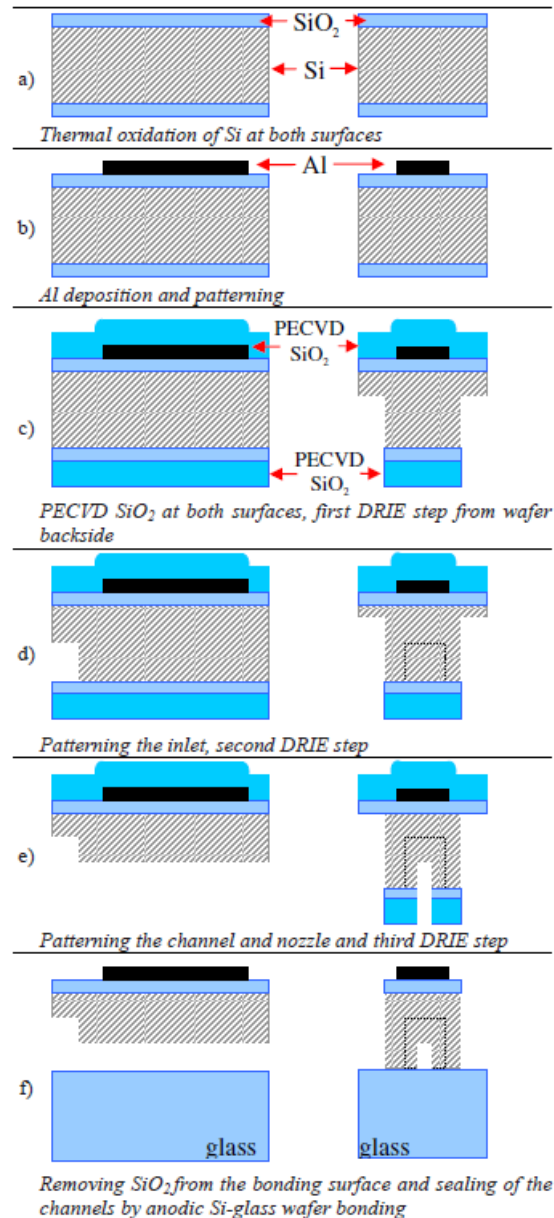 SiO2
a)
Si
Thermal oxidation of Si at both surfaces
Al
b)
Al deposition and patterning
PECVD
SiO2
c)
PECVD
SiO2
PECVD SiO2 at both surfaces, first DRIE step from wafer
backside
d)
Patterning the inlet, second DRIE step
e)
Patterning the channel and nozzle and third DRIE step
f)
glass
glass
Removing SiO2 from the bonding surface and sealing of the
channels by anodic Si-glass wafer bonding